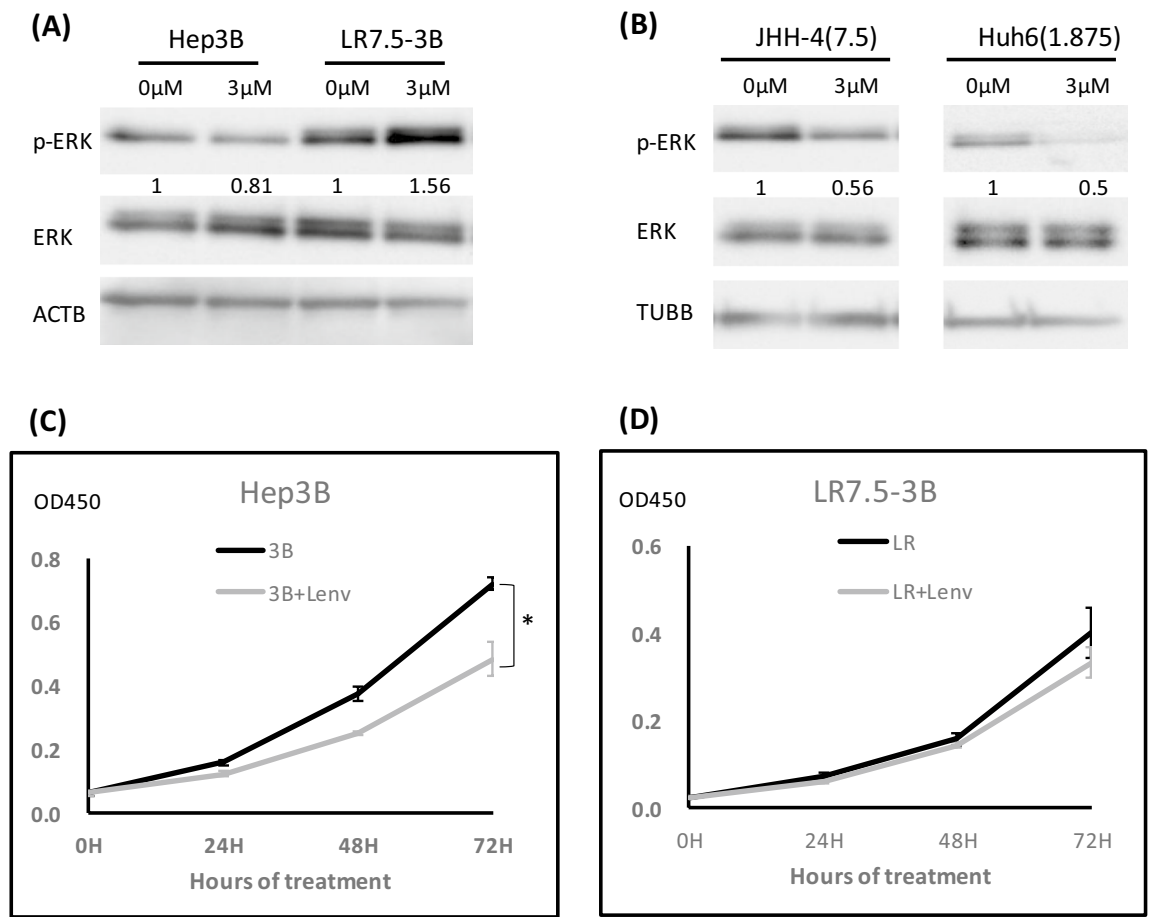 (A)
Hep3B LR7.5-3B
0μM 3μM 0μM 3μM
p-ERK
1 0.81 1 1.56
ERK
ACTB
(B)
JHH-4(7.5) Huh6(1.875)
0μM 3μM 0μM 3μM
p-ERK
1 0.56 1 0.5
ERK
TUBB
(C)
OD450
Hep3B
3B
3B+Lenv
0.8
0.6
0.4
0.2
0.0
*
0H 24H 48H 72H
Hours of treatment
(D)
OD450
LR7.5-3B
LR
LR+Lenv
0.6
0.4
0.2
0.0
0H 24H 48H 72H
Hours of treatment